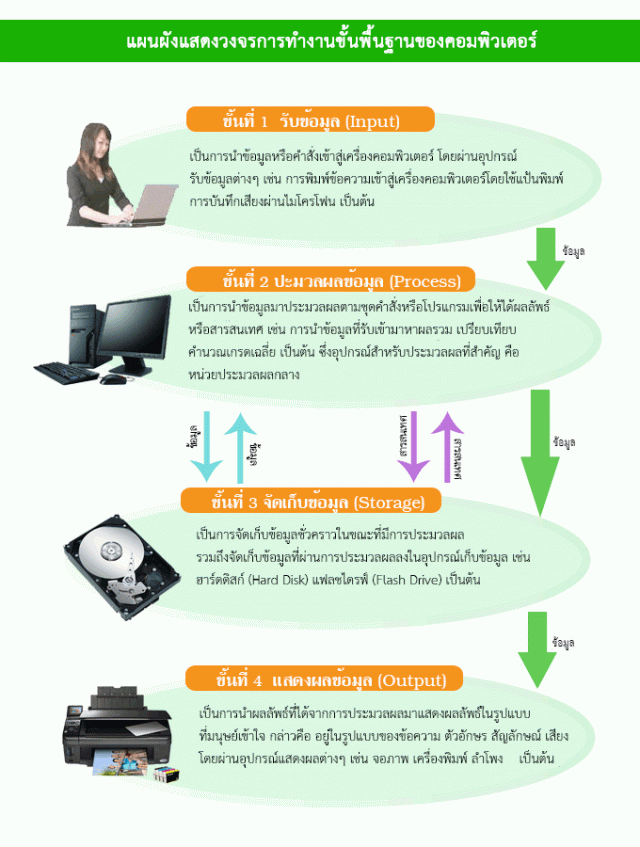 แผนผังแสดงวงจรการทำงานขั้นพื้นฐานของคอมพิวเตอร์
ขั้นที่ 1 รับข้อมูล (Input)
เป็นการนำข้อมูลหรือคำสั่งเข้าสู่เครื่องคอมพิวเตอร์ โดยผ่านอุปกรณ์
รับข้อมูลต่างๆ เช่น การพิมพ์ข้อความเข้าสู่เครื่องคอมพิวเตอร์โดยใช้แป้นพิมพ์
การบันทึกเสียงผ่านไมโครโฟน เป็นต้น
ข้อมูล
ขั้นที่ 2 ปะมวลผลข้อมูล (Process)
เป็นการนำข้อมูลมาประมวลผลตามชุดคำสั่งหรือโปรแกรมเพื่อให้ได้ผลลัพธ์
หรือสารสนเทศ เช่น การนำข้อมูลที่รับเข้ามาหาผลรวม เปรียบเทียบ
คำนวณเกรดเฉลี่ย เป็นต้น ซึ่งอุปกรณ์สำหรับประมวลผลที่สำคัญ คือ
หน่วยประมวลผลกลาง
ข้อมูล
ข้อมูล
สารสนเทศ
สารสนเทศ
ข้อมูล
ขั้นที่ 3 จัดเก็บข้อมูล (Storage)
เป็นการจัดเก็บข้อมูลชั่วคราวในขณะที่มีการประมวลผล
รวมถึงจัดเก็บข้อมูลที่ผ่านการประมวลผลลงในอุปกรณ์เก็บข้อมูล เช่น
ฮาร์ดดิสก์ (Hard Disk) แฟลชไดรฟ์ (Flash Drive) เป็นต้น
ข้อมูล
ขั้นที่ 4 แสดงผลข้อมูล (Output)
เป็นการนำผลลัพธ์ที่ได้จากการประมวลผลมาแสดงผลลัพธ์ในรูปแบบ
ที่มนุษย์เข้าใจ กล่าวคือ อยู่ในรูปแบบของข้อความ ตัวอักษร สัญลักษณ์ เสียง
โดยผ่านอุปกรณ์แสดงผลต่างๆ เช่น จอภาพ เครื่องพิมพ์ ลำโพง เป็นต้น